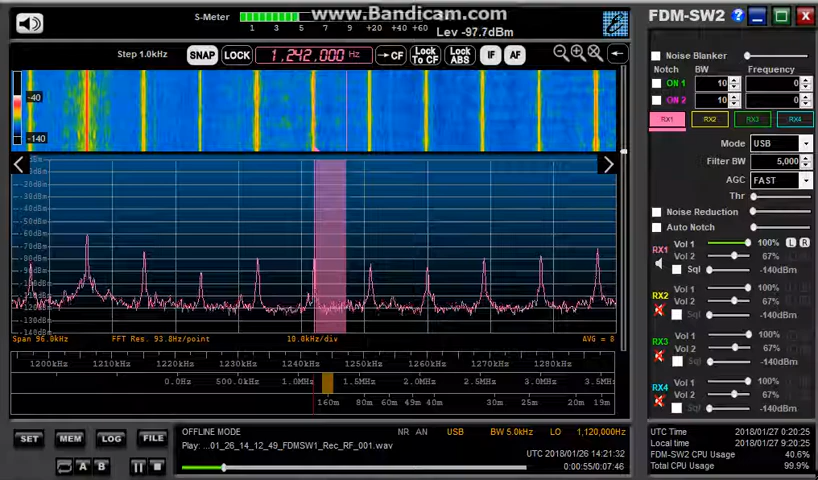 S-Meter
www.Bandicam.com
1 3 5 7 9 +20 +40 +60
Lev -97.7dBm
FDM-SW2
Step 1.0kHz
SNAP
LOCK
1,242,000 Hz
→CF
Lock To CF
Lock ABS
IF
AF
-40
-140
-70dBm
-80dBm
-90dBm
-100dBm
-110dBm
-120dBm
-130dBm
Span 96.0kHz
FFT Res. 93.8Hz/point
10.0kHz/div
AVG = 8
1200kHz 1210kHz 1220kHz 1230kHz 1240kHz 1250kHz 1260kHz 1270kHz 1280kHz
0.0Hz 500.0kHz 1.0MHz 1.5MHz 2.0MHz 2.5MHz 3.0MHz 3.5MHz
160m 80m 60m 49m 40m 30m 25m 20m 19m
SET
MEM
LOG
FILE
A
B
OFFLINE MODE
NR AN
USB
BW 5.0kHz
LO 1,120,000Hz
Play: ...01_26_14_12_49_FDMSW1_Rec_RF_001.wav
UTC 2018/01/26 14:21:32
0:00:55/0:07:46
Noise Blanker
Notch BW Frequency
ON 1 10 0
ON 2 10 0
RX1 RX2 RX3 RX4
Mode USB
Filter BW 5,000
AGC FAST
Thr
Noise Reduction
Auto Notch
RX1
Vol 1 100% L R
Vol 2 67%
Sql -140dBm
RX2
Vol 1 100%
Vol 2 67%
Sql -140dBm
RX3
Vol 1 100%
Vol 2 67%
Sql -140dBm
RX4
Vol 1 100%
Vol 2 67%
Sql -140dBm
UTC Time 2018/01/27 0:20:25
Local time 2018/01/27 9:20:25
FDM-SW2 CPU Usage 40.6%
Total CPU Usage 99.9%